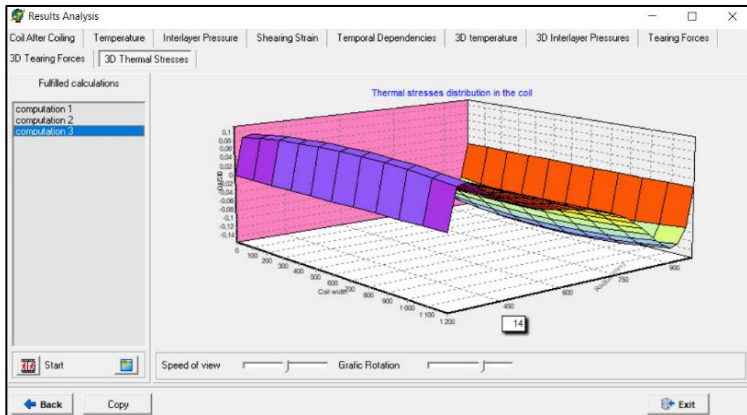 Results Analysis
Coil After Coiling Temperature Interlayer Pressure Shearing Strain Temporal Dependencies 3D temperature 3D Interlayer Pressures Tearing Forces
3D Tearing Forces 3D Thermal Stresses
Fulfilled calculations
computation 1
computation 2
computation 3
Thermal stresses distribution in the coil
0,1
0,08
0,06
0,04
0,02
0
-0,02
-0,04
-0,06
-0,08
-0,1
-0,12
-0,14
0
100
200
300
400
500
600
700
800
900
1 000
1 100
1 200
Coil width
450
600
750
900
14
Start
Speed of view
Grafic Rotation
Back
Copy
Exit